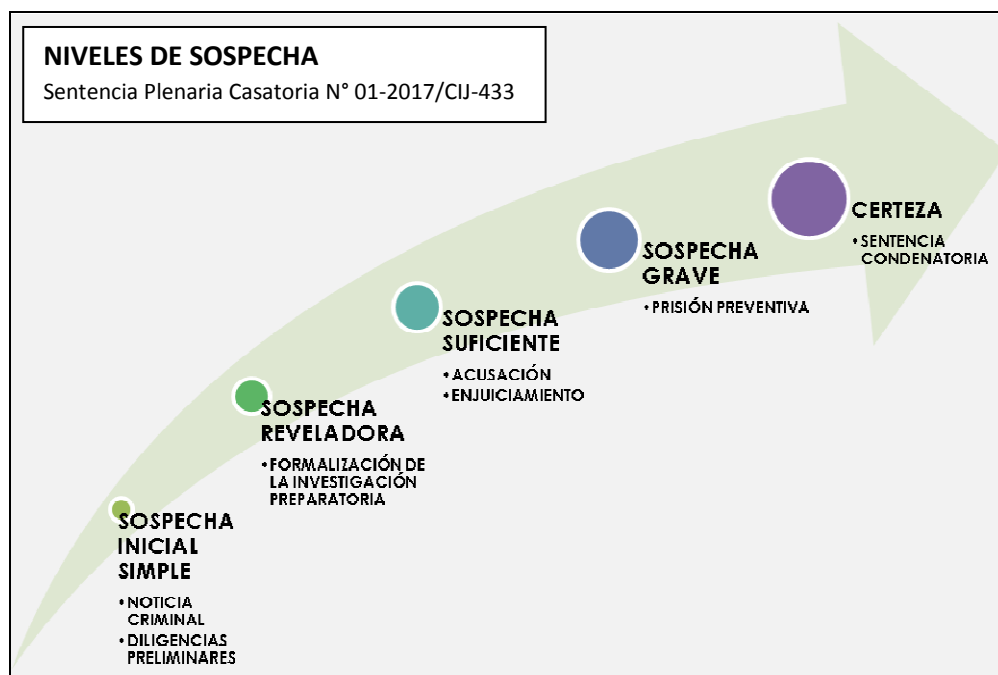 NIVELES DE SOSPECHA
Sentencia Plenaria Casatoria N° 01-2017/CIJ-433
SOSPECHA
INICIAL
SIMPLE
• NOTICIA
CRIMINAL
• DILIGENCIAS
PRELIMINARES
SOSPECHA
REVELADORA
• FORMALIZACIÓN DE
LA INVESTIGACIÓN
PREPARATORIA
SOSPECHA
SUFICIENTE
• ACUSACIÓN
• ENJUICIAMIENTO
SOSPECHA
GRAVE
• PRISIÓN PREVENTIVA
CERTEZA
• SENTENCIA
CONDENATORIA